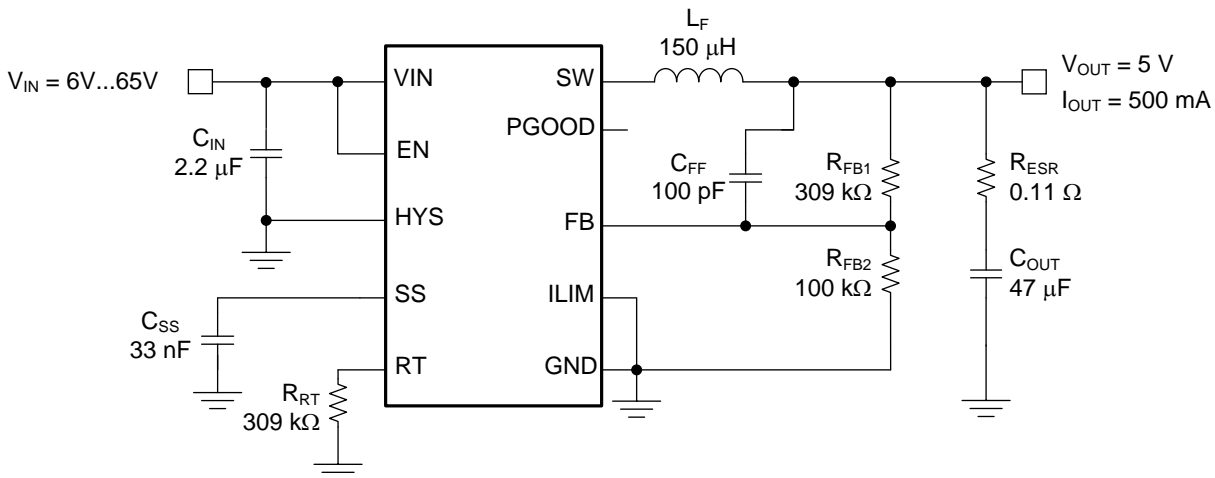 V_IN = 6V...65V
C_IN
2.2 μF
C_SS
33 nF
R_RT
309 kΩ
VIN
EN
HYS
SS
RT
SW
PGOOD
FB
ILIM
GND
L_F
150 μH
C_FF
100 pF
R_FB1
309 kΩ
R_FB2
100 kΩ
R_ESR
0.11 Ω
C_OUT
47 μF
V_OUT = 5 V
I_OUT = 500 mA